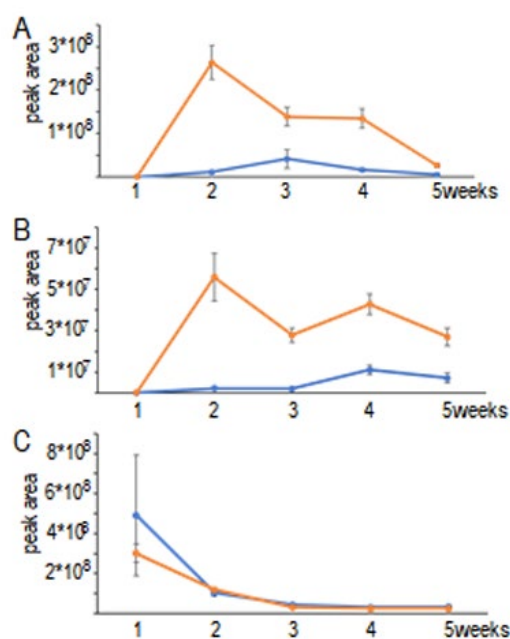 A
peak area
3*10⁸
2*10⁸
1*10⁸
1 2 3 4 5weeks
B
peak area
7*10⁷
5*10⁷
3*10⁷
1*10⁷
1 2 3 4 5weeks
C
peak area
8*10⁸
6*10⁸
4*10⁸
2*10⁸
1 2 3 4 5weeks